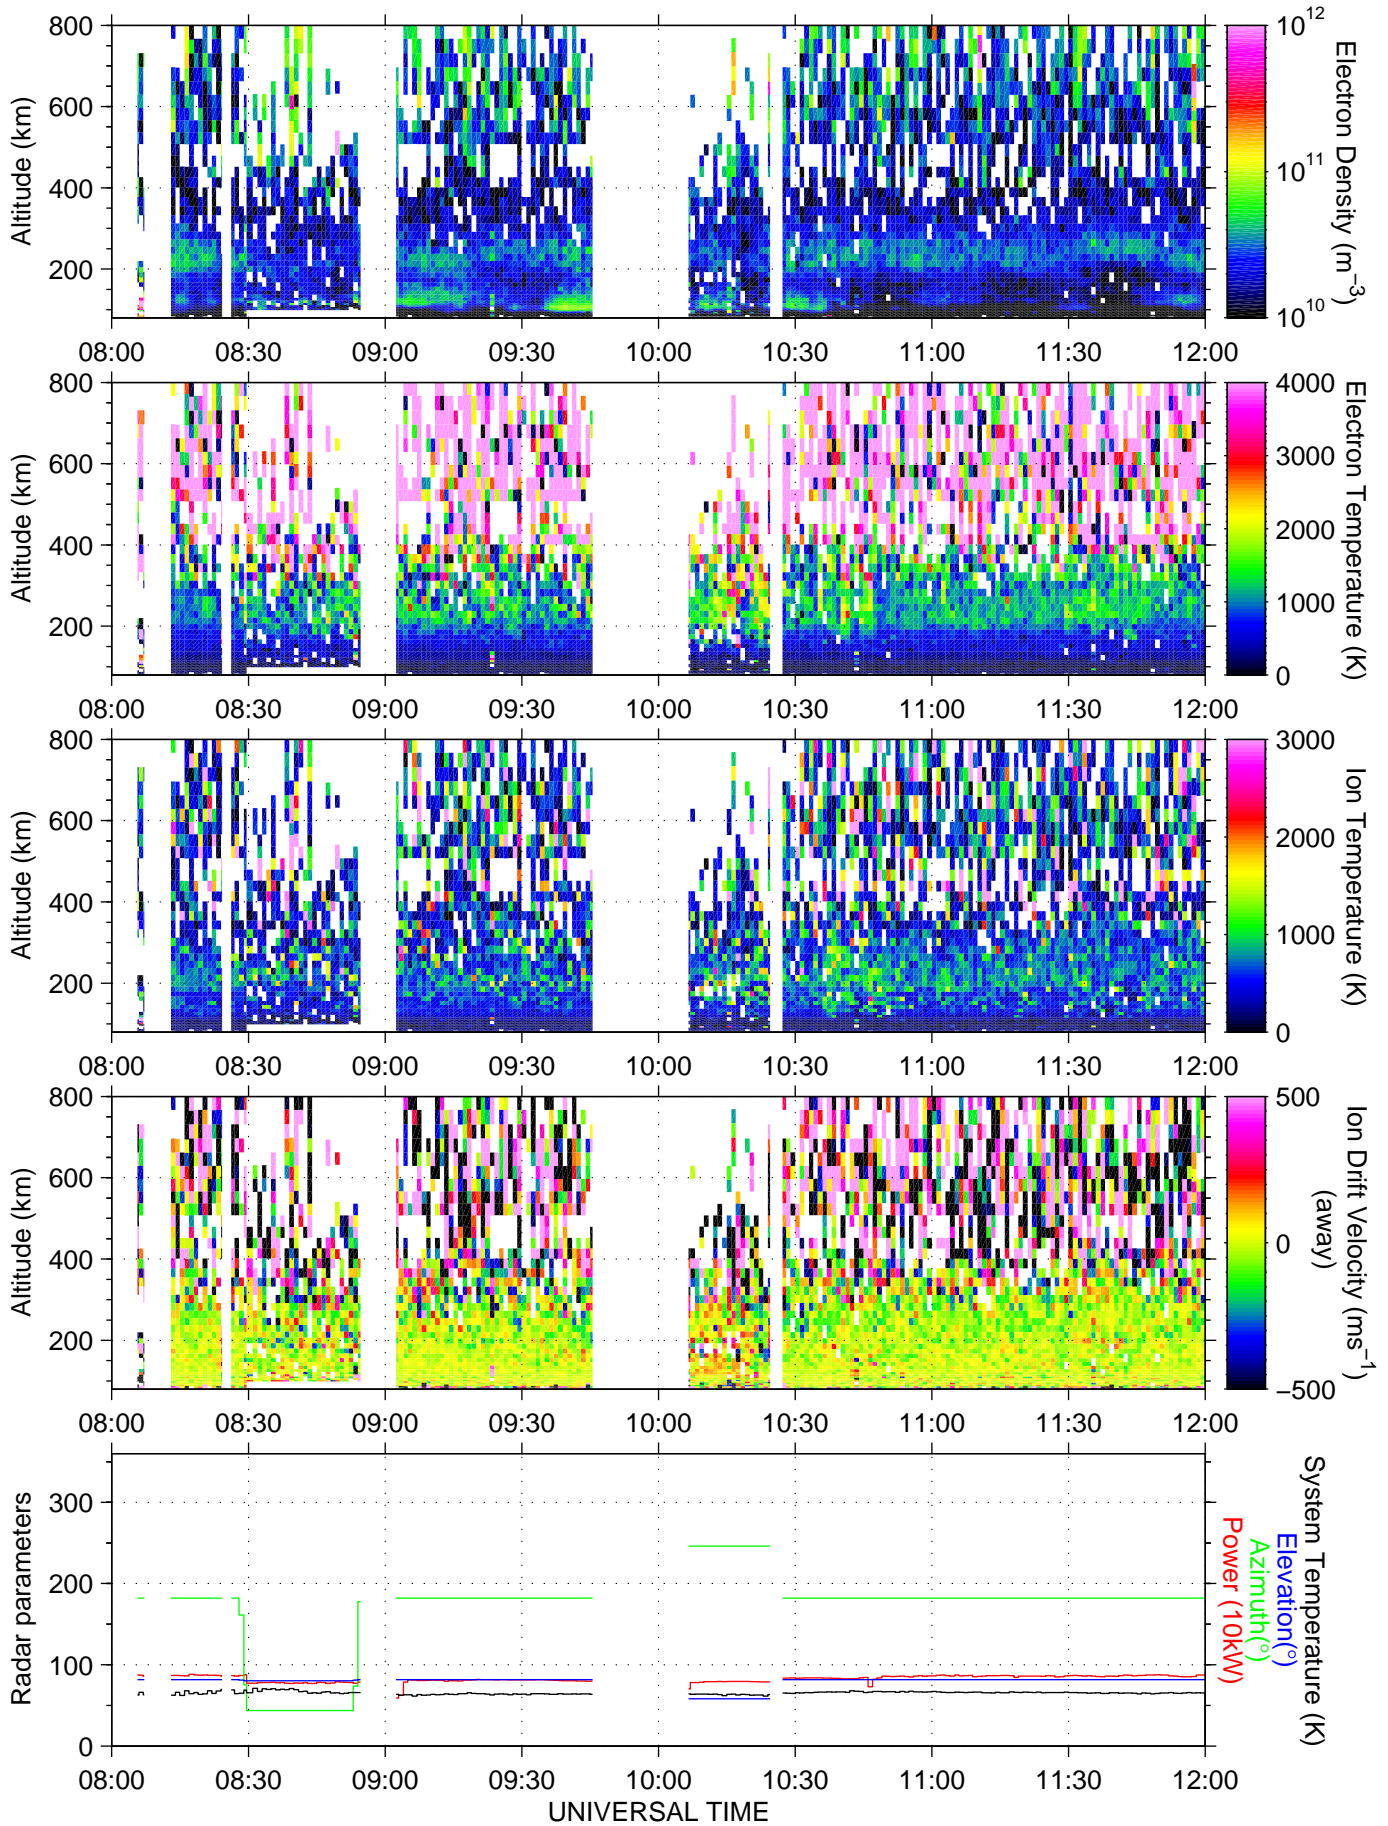 800
600
400
200
Altitude (km)
08:00 08:30 09:00 09:30 10:00 10:30 11:00 11:30 12:00
10^12
10^11
10^10
Electron Density (m^−3)
800
600
400
200
Altitude (km)
08:00 08:30 09:00 09:30 10:00 10:30 11:00 11:30 12:00
4000
3000
2000
1000
0
Electron Temperature (K)
800
600
400
200
Altitude (km)
08:00 08:30 09:00 09:30 10:00 10:30 11:00 11:30 12:00
3000
2000
1000
0
Ion Temperature (K)
800
600
400
200
Altitude (km)
08:00 08:30 09:00 09:30 10:00 10:30 11:00 11:30 12:00
500
0
−500
Ion Drift Velocity (ms^−1)
(away)
300
200
100
0
Radar parameters
08:00 08:30 09:00 09:30 10:00 10:30 11:00 11:30 12:00
UNIVERSAL TIME
System Temperature (K)
Elevation(°)
Azimuth(°)
Power (10kW)